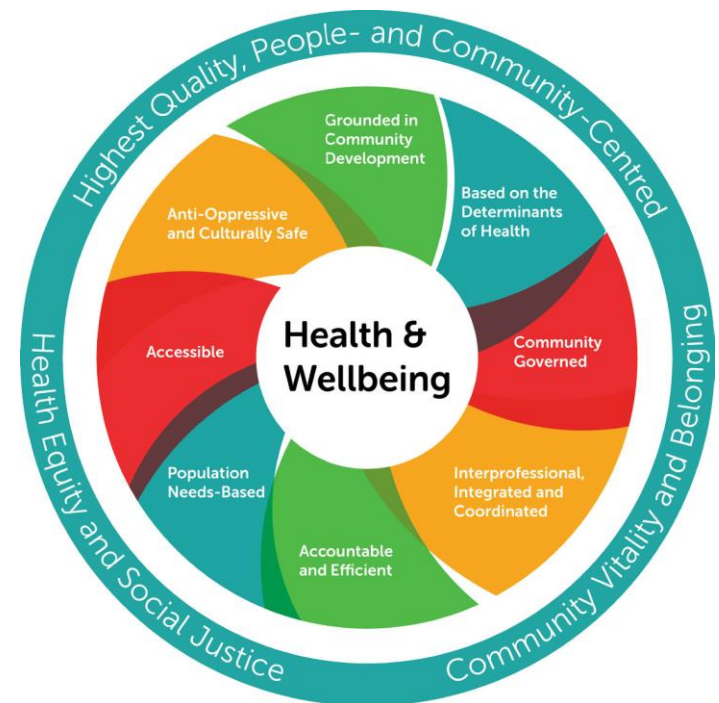 Highest Quality, People- and Community-Centred
Grounded in
Community
Development
Based on the
Determinants
of Health
Anti-Oppressive
and Culturally Safe
Health &
Wellbeing
Accessible
Community
Governed
Population
Needs-Based
Interprofessional,
Integrated and
Coordinated
Accountable
and Efficient
Health Equity and Social Justice
Community Vitality and Belonging